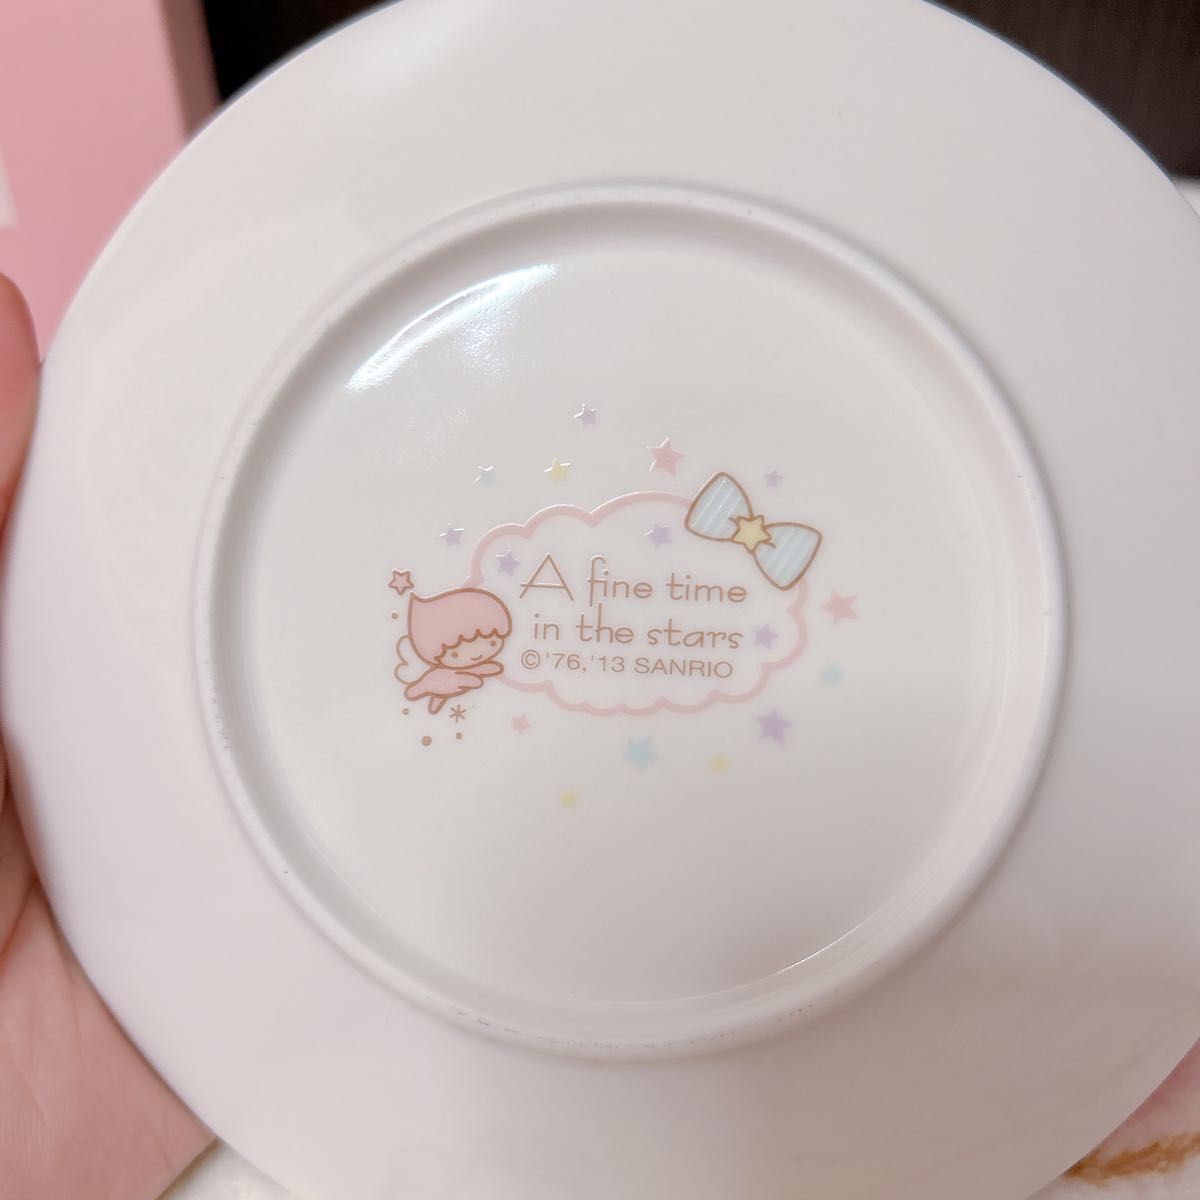 A fine time
in the stars
©'76,'13 SANRIO